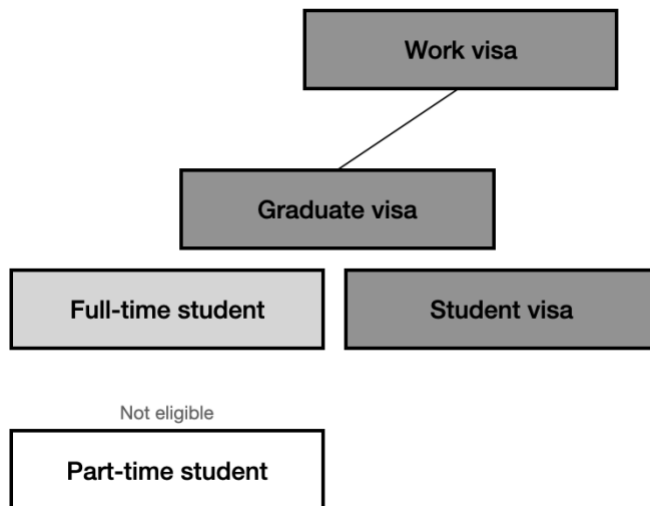 Work visa
Graduate visa
Full-time student
Student visa
Not eligible
Part-time student